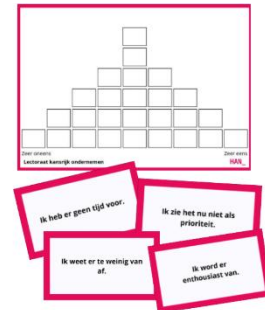 Zeer oneens
Zeer eens
Lectoraat kansrijk ondernemen
HAN_
Ik heb er geen tijd voor.
Ik zie het nu niet als
prioriteit.
Ik weet er te weinig van
af.
Ik word er
enthousiast van.